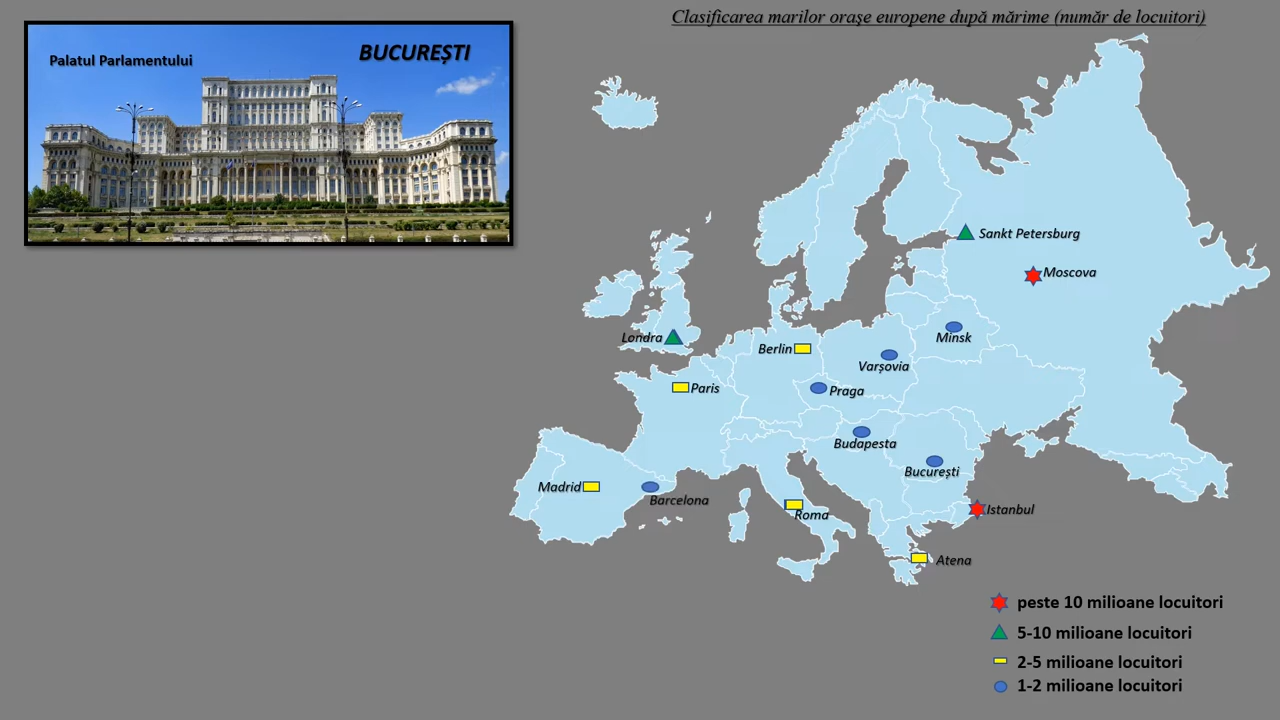 Clasificarea marilor orașe europene după mărime (număr de locuitori)
Palatul Parlamentului
BUCUREȘTI
Sankt Petersburg
Moscova
Londra
Minsk
Berlin
Varșovia
Paris
Praga
Budapesta
București
Madrid
Barcelona
Roma
Istanbul
Atena
peste 10 milioane locuitori
5-10 milioane locuitori
2-5 milioane locuitori
1-2 milioane locuitori